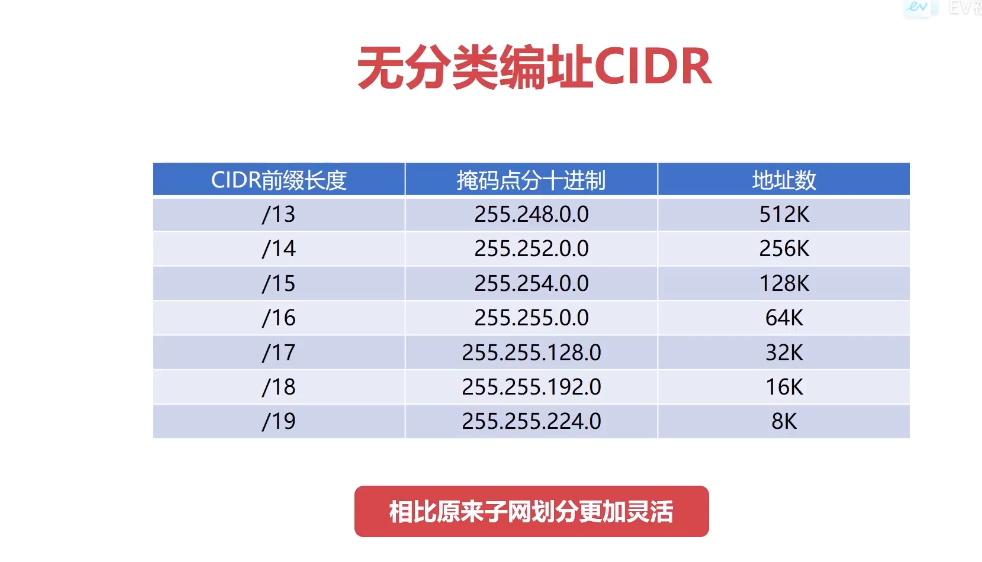 EV
无分类编址CIDR
CIDR前缀长度 掩码点分十进制 地址数
/13 255.248.0.0 512K
/14 255.252.0.0 256K
/15 255.254.0.0 128K
/16 255.255.0.0 64K
/17 255.255.128.0 32K
/18 255.255.192.0 16K
/19 255.255.224.0 8K
相比原来子网划分更加灵活